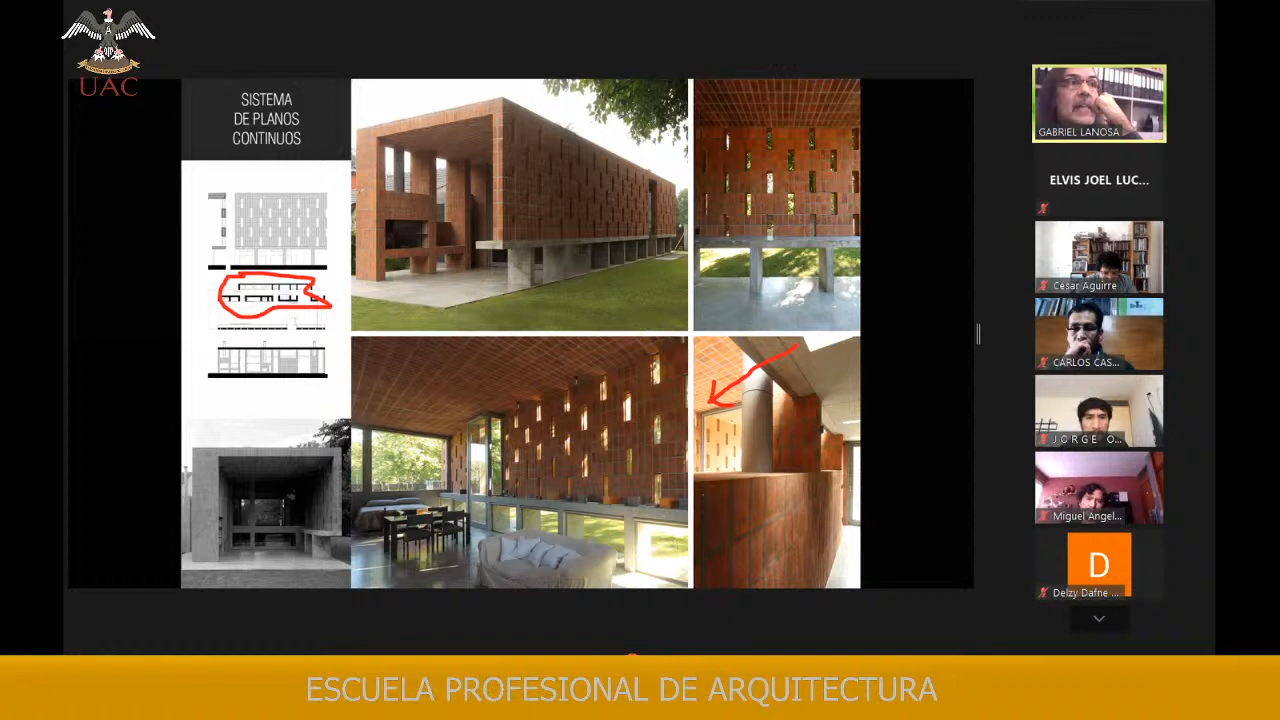 UAC
SISTEMA
DE PLANOS
CONTINUOS
GABRIEL LANOSA
ELVIS JOEL LUC...
Cesar Aguirre
CARLOS CAS...
J O R G E O...
Miguel Angel...
D
Delzy Dafne ...
ESCUELA PROFESIONAL DE ARQUITECTURA